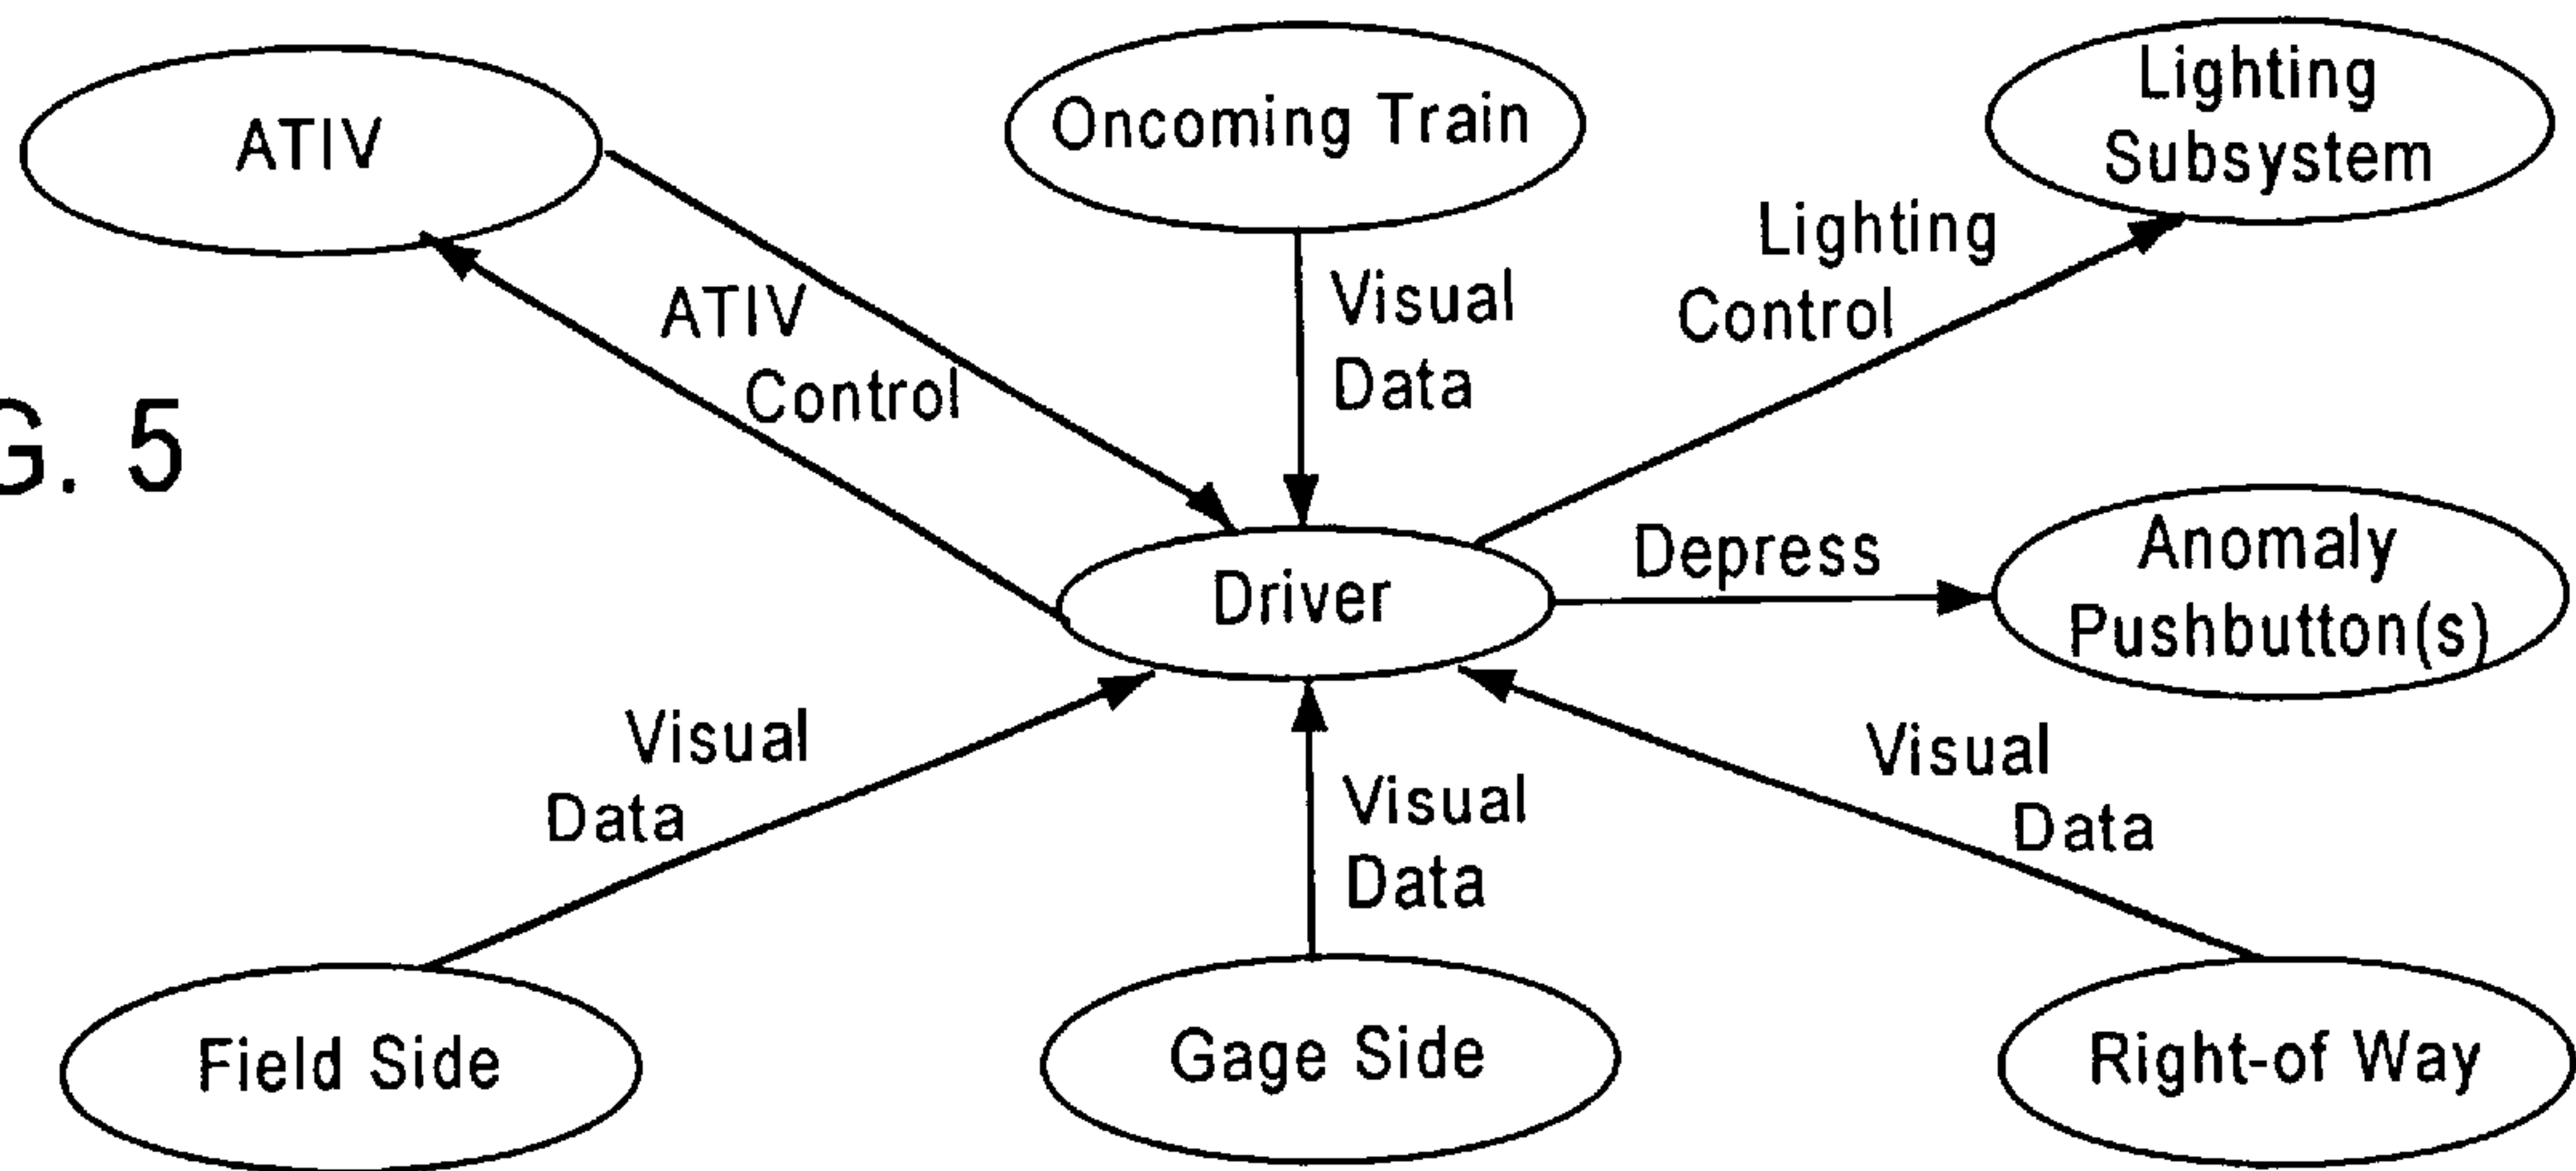 ATIV
Oncoming Train
Lighting
Subsystem
ATIV
Control
Visual
Data
Lighting
Control
G. 5
Driver
Depress
Anomaly
Pushbutton(s)
Visual
Data
Visual
Data
Visual
Data
Field Side
Gage Side
Right-of Way